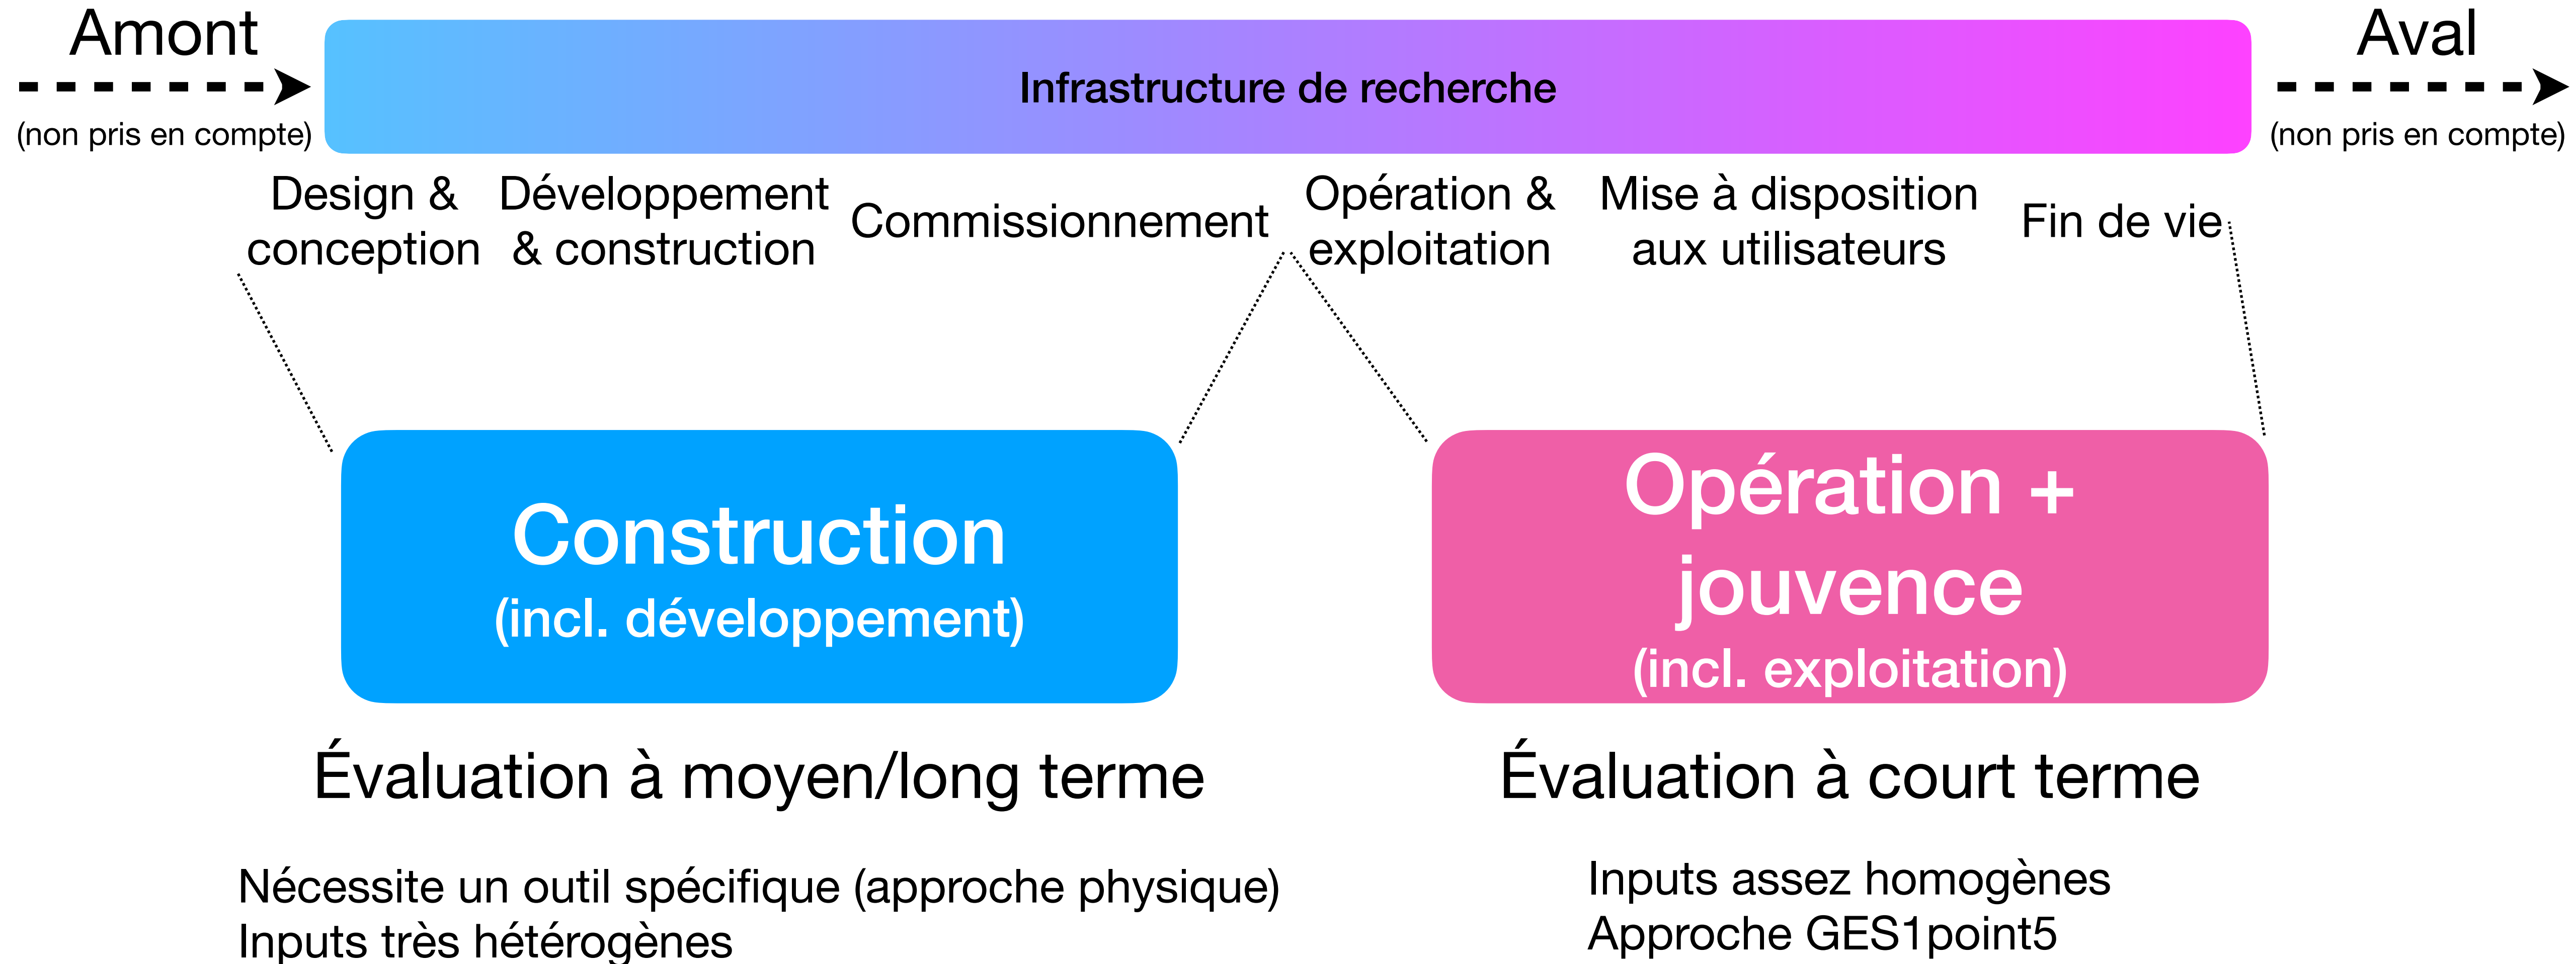 Amont
(non pris en compte)
Infrastructure de recherche
Aval
(non pris en compte)
Design &
conception
Développement
& construction
Commissionnement
Opération &
exploitation
Mise à disposition
aux utilisateurs
Fin de vie
Construction
(incl. développement)
Opération +
jouvence
(incl. exploitation)
Évaluation à moyen/long terme
Évaluation à court terme
Nécessite un outil spécifique (approche physique)
Inputs très hétérogènes
Inputs assez homogènes
Approche GES1point5